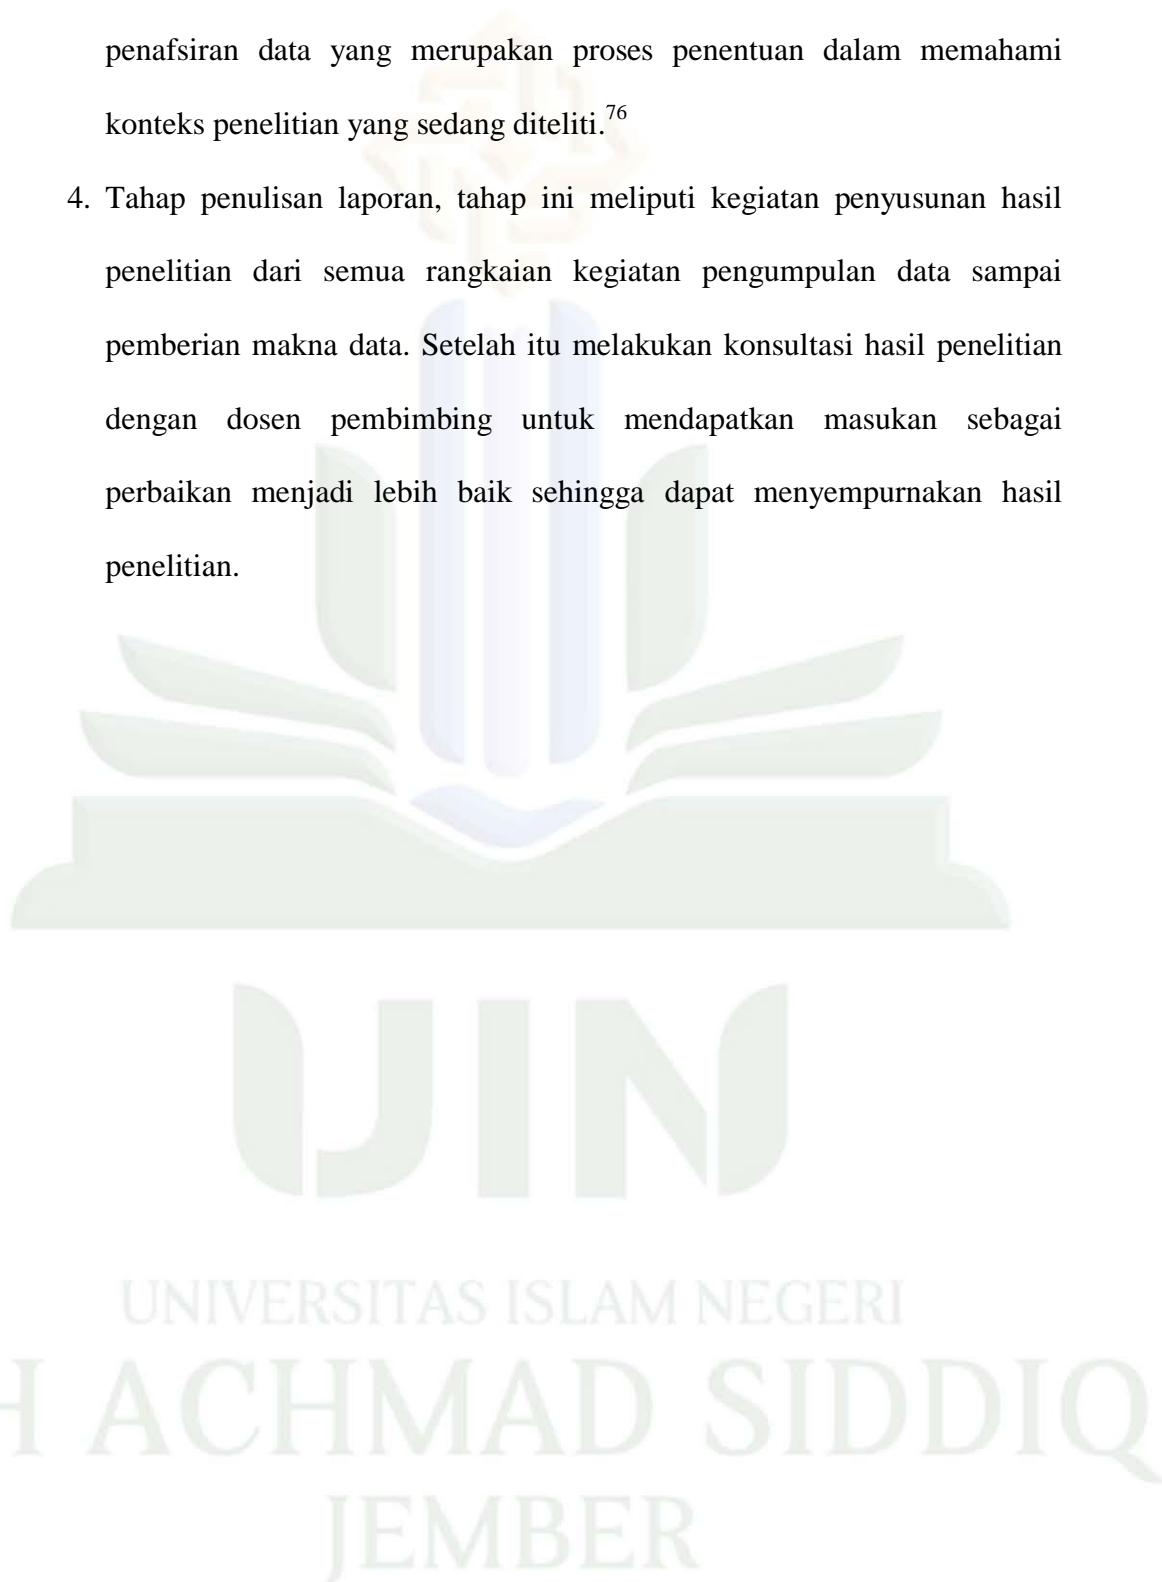 penafsiran data yang merupakan proses penentuan dalam memahami
konteks penelitian yang sedang diteliti.76
4. Tahap penulisan laporan, tahap ini meliputi kegiatan penyusunan hasil
penelitian dari semua rangkaian kegiatan pengumpulan data sampai
pemberian makna data. Setelah itu melakukan konsultasi hasil penelitian
dengan dosen pembimbing untuk mendapatkan masukan sebagai
perbaikan menjadi lebih baik sehingga dapat menyempurnakan hasil
penelitian.
UIN
UNIVERSITAS ISLAM NEGERI
H ACHMAD SIDDIQ
JEMBER